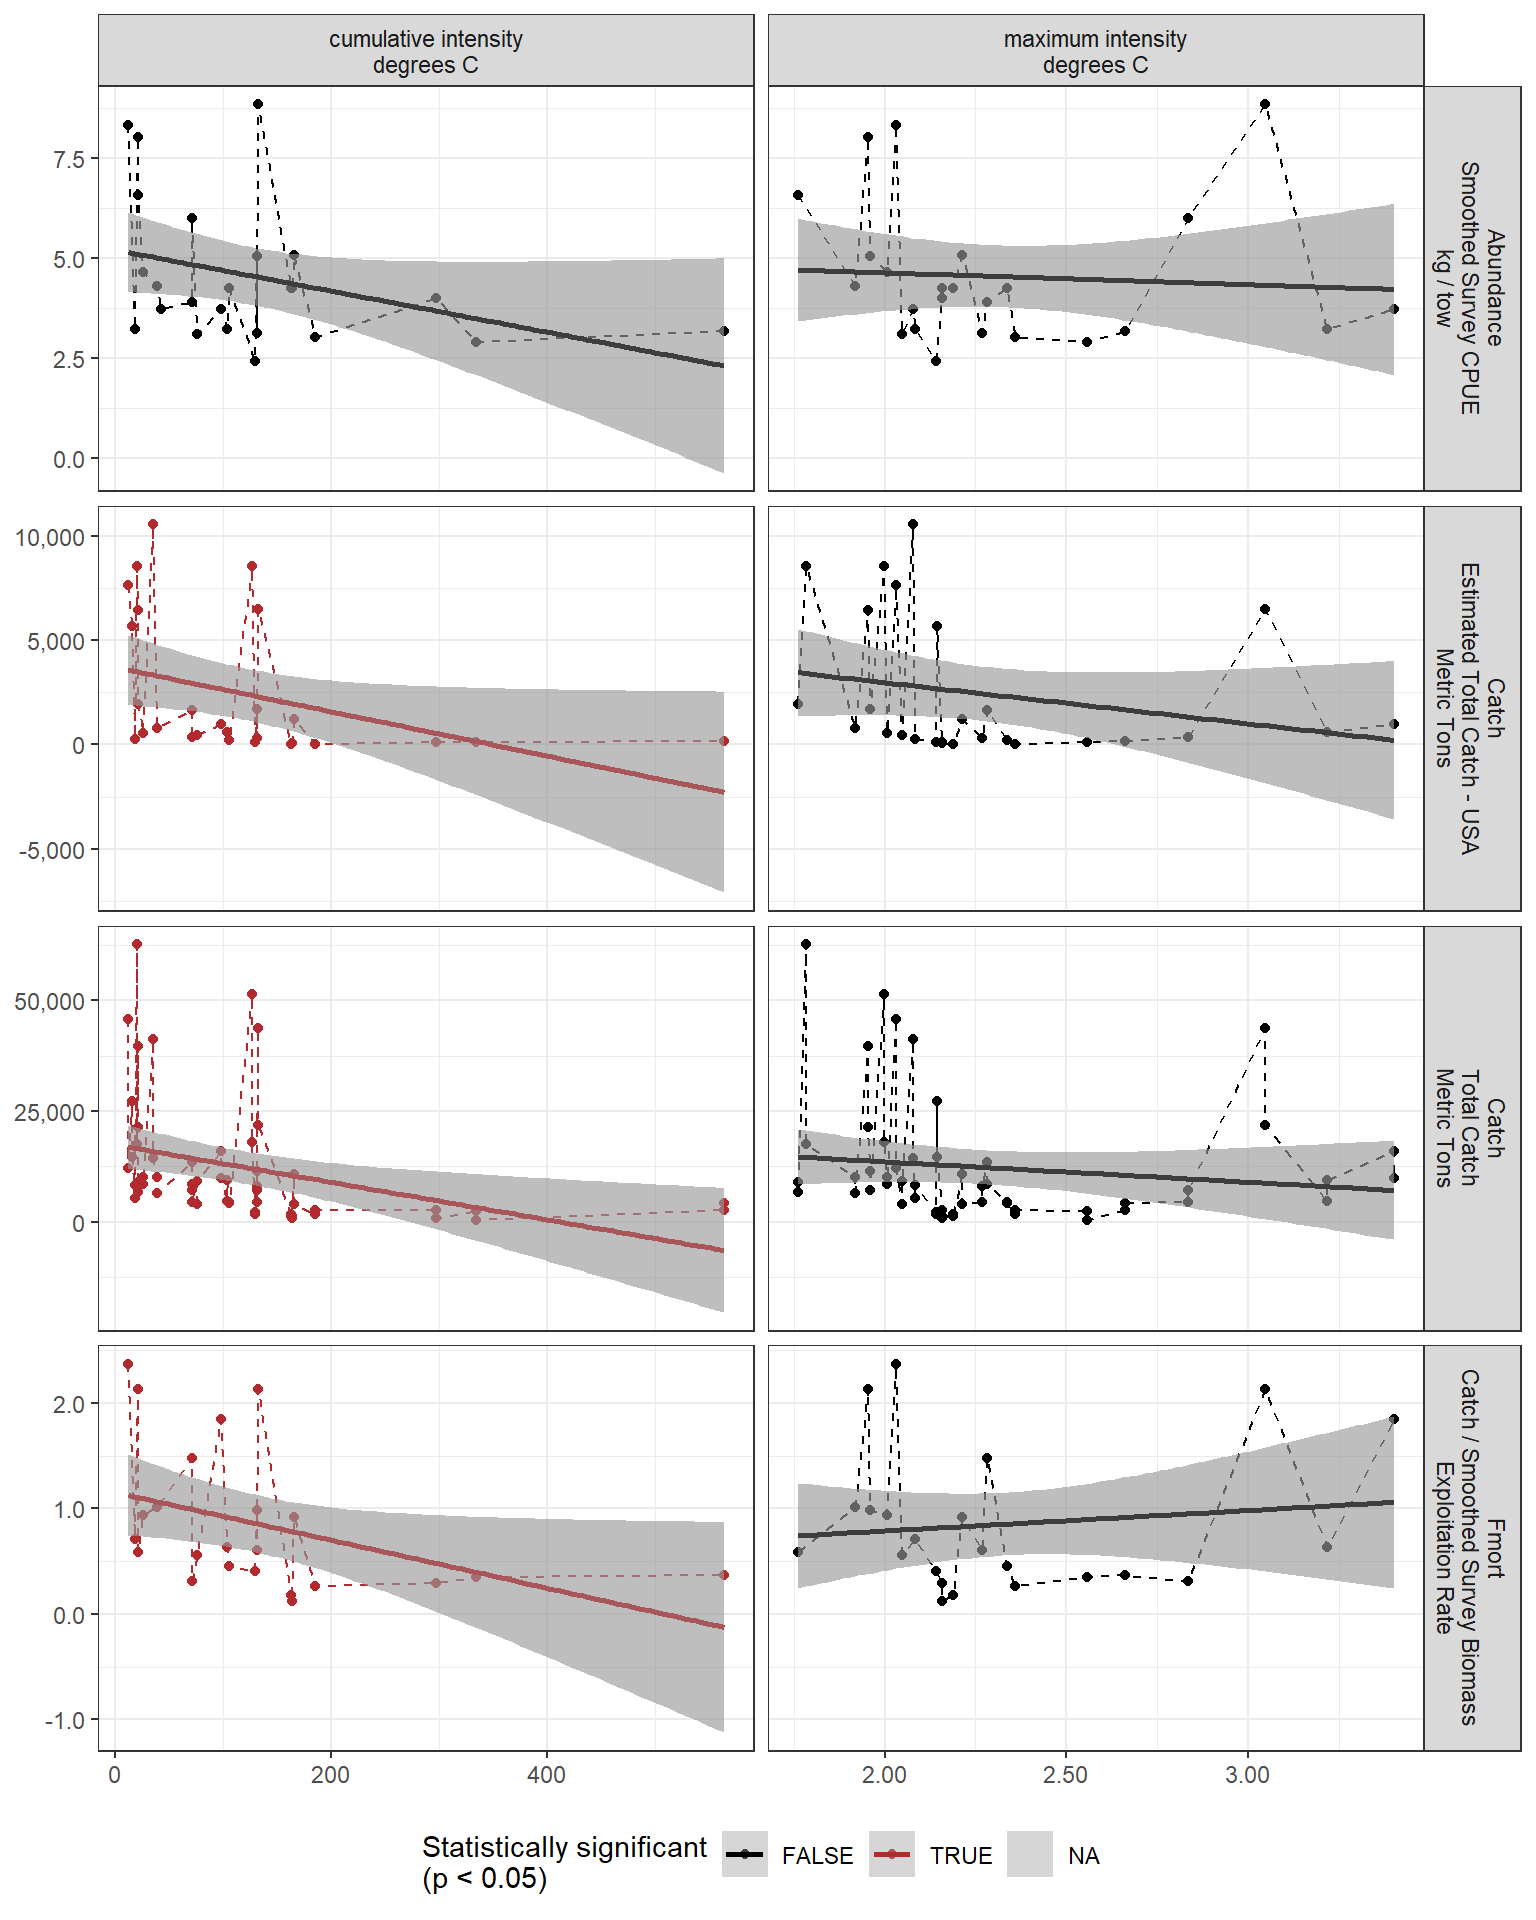 cumulative intensity
degrees C
maximum intensity
degrees C
7.5
5.0
2.5
0.0
Abundance
Smoothed Survey CPUE
kg / tow
10,000
5,000
0
-5,000
Catch
Estimated Total Catch - USA
Metric Tons
50,000
25,000
0
Catch
Total Catch
Metric Tons
2.0
1.0
0.0
-1.0
Fmort
Catch / Smoothed Survey Biomass
Exploitation Rate
0
200
400
2.00
2.50
3.00
Statistically significant
(p < 0.05)
FALSE
TRUE
NA